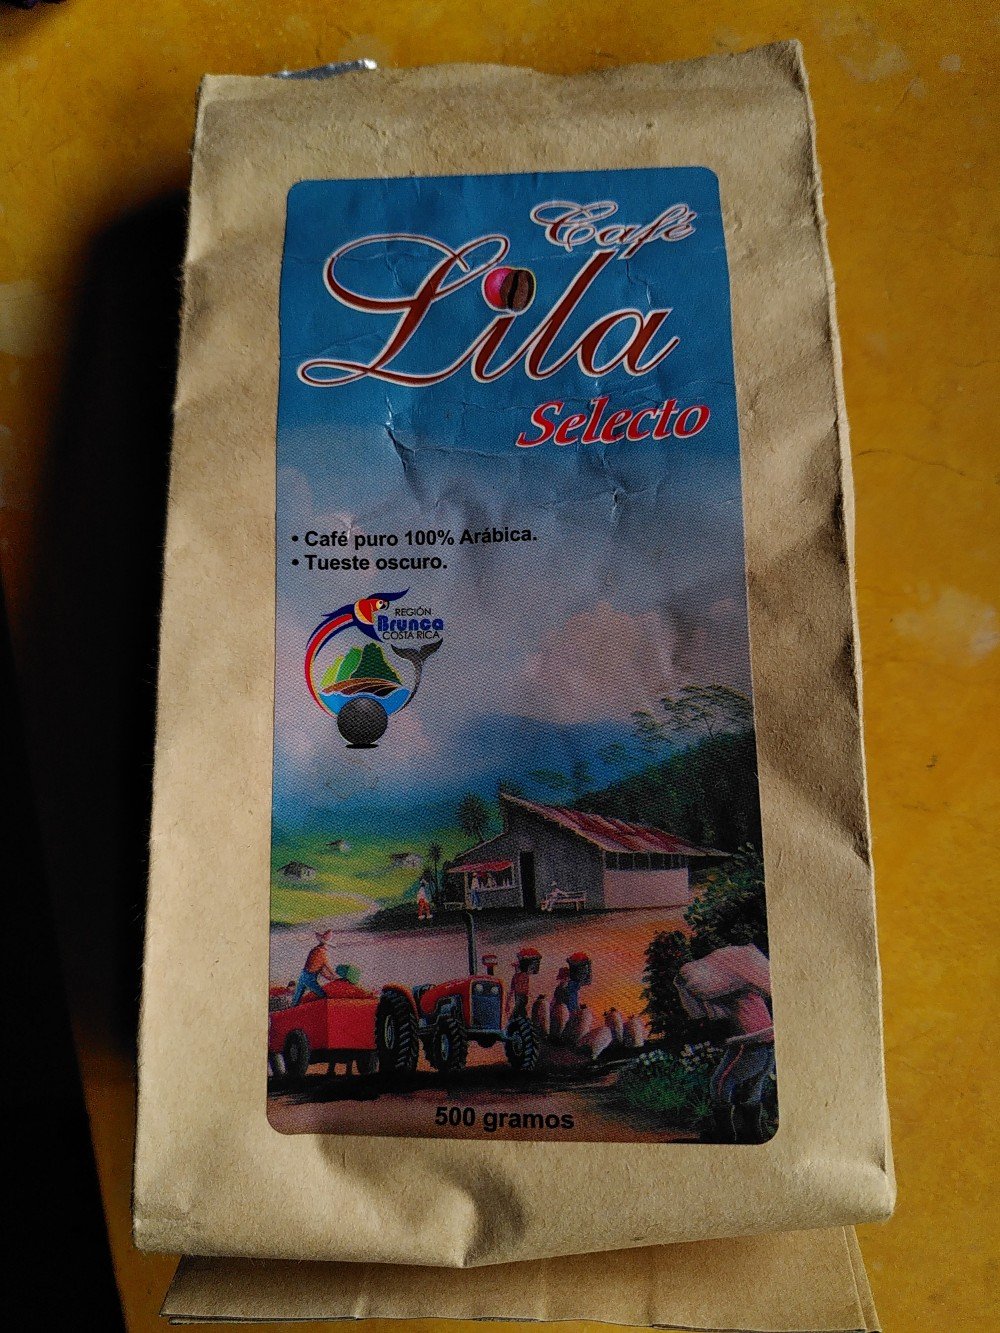 Café
Lila
Selecto
• Café puro 100% Arábica.
• Tueste oscuro.
REGIÓN
Brunca
COSTA RICA
500 gramos